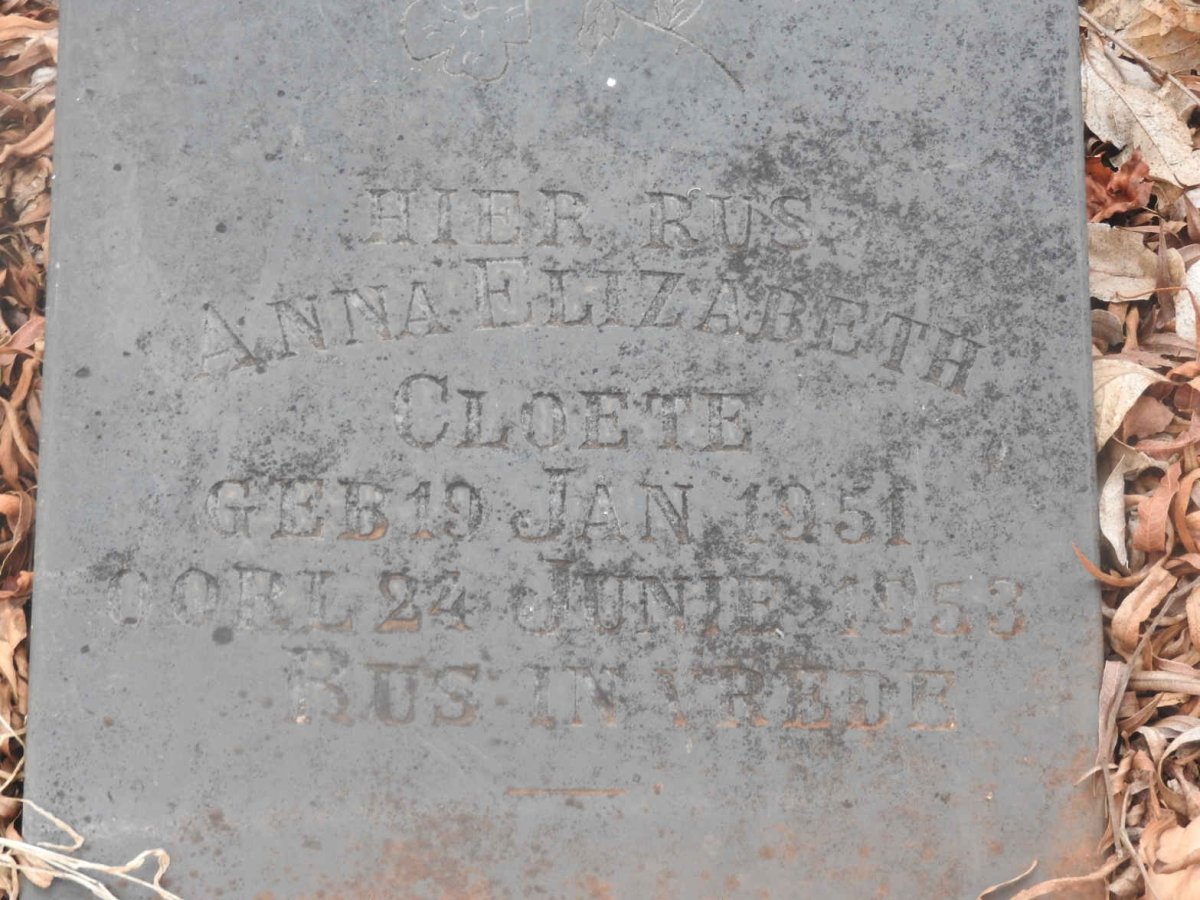 HIER RUS
ANNA ELIZABETH
CLOETE
GEB 19 JAN 1951
OORL 24 JUNIE 1953
RUS IN VREDE